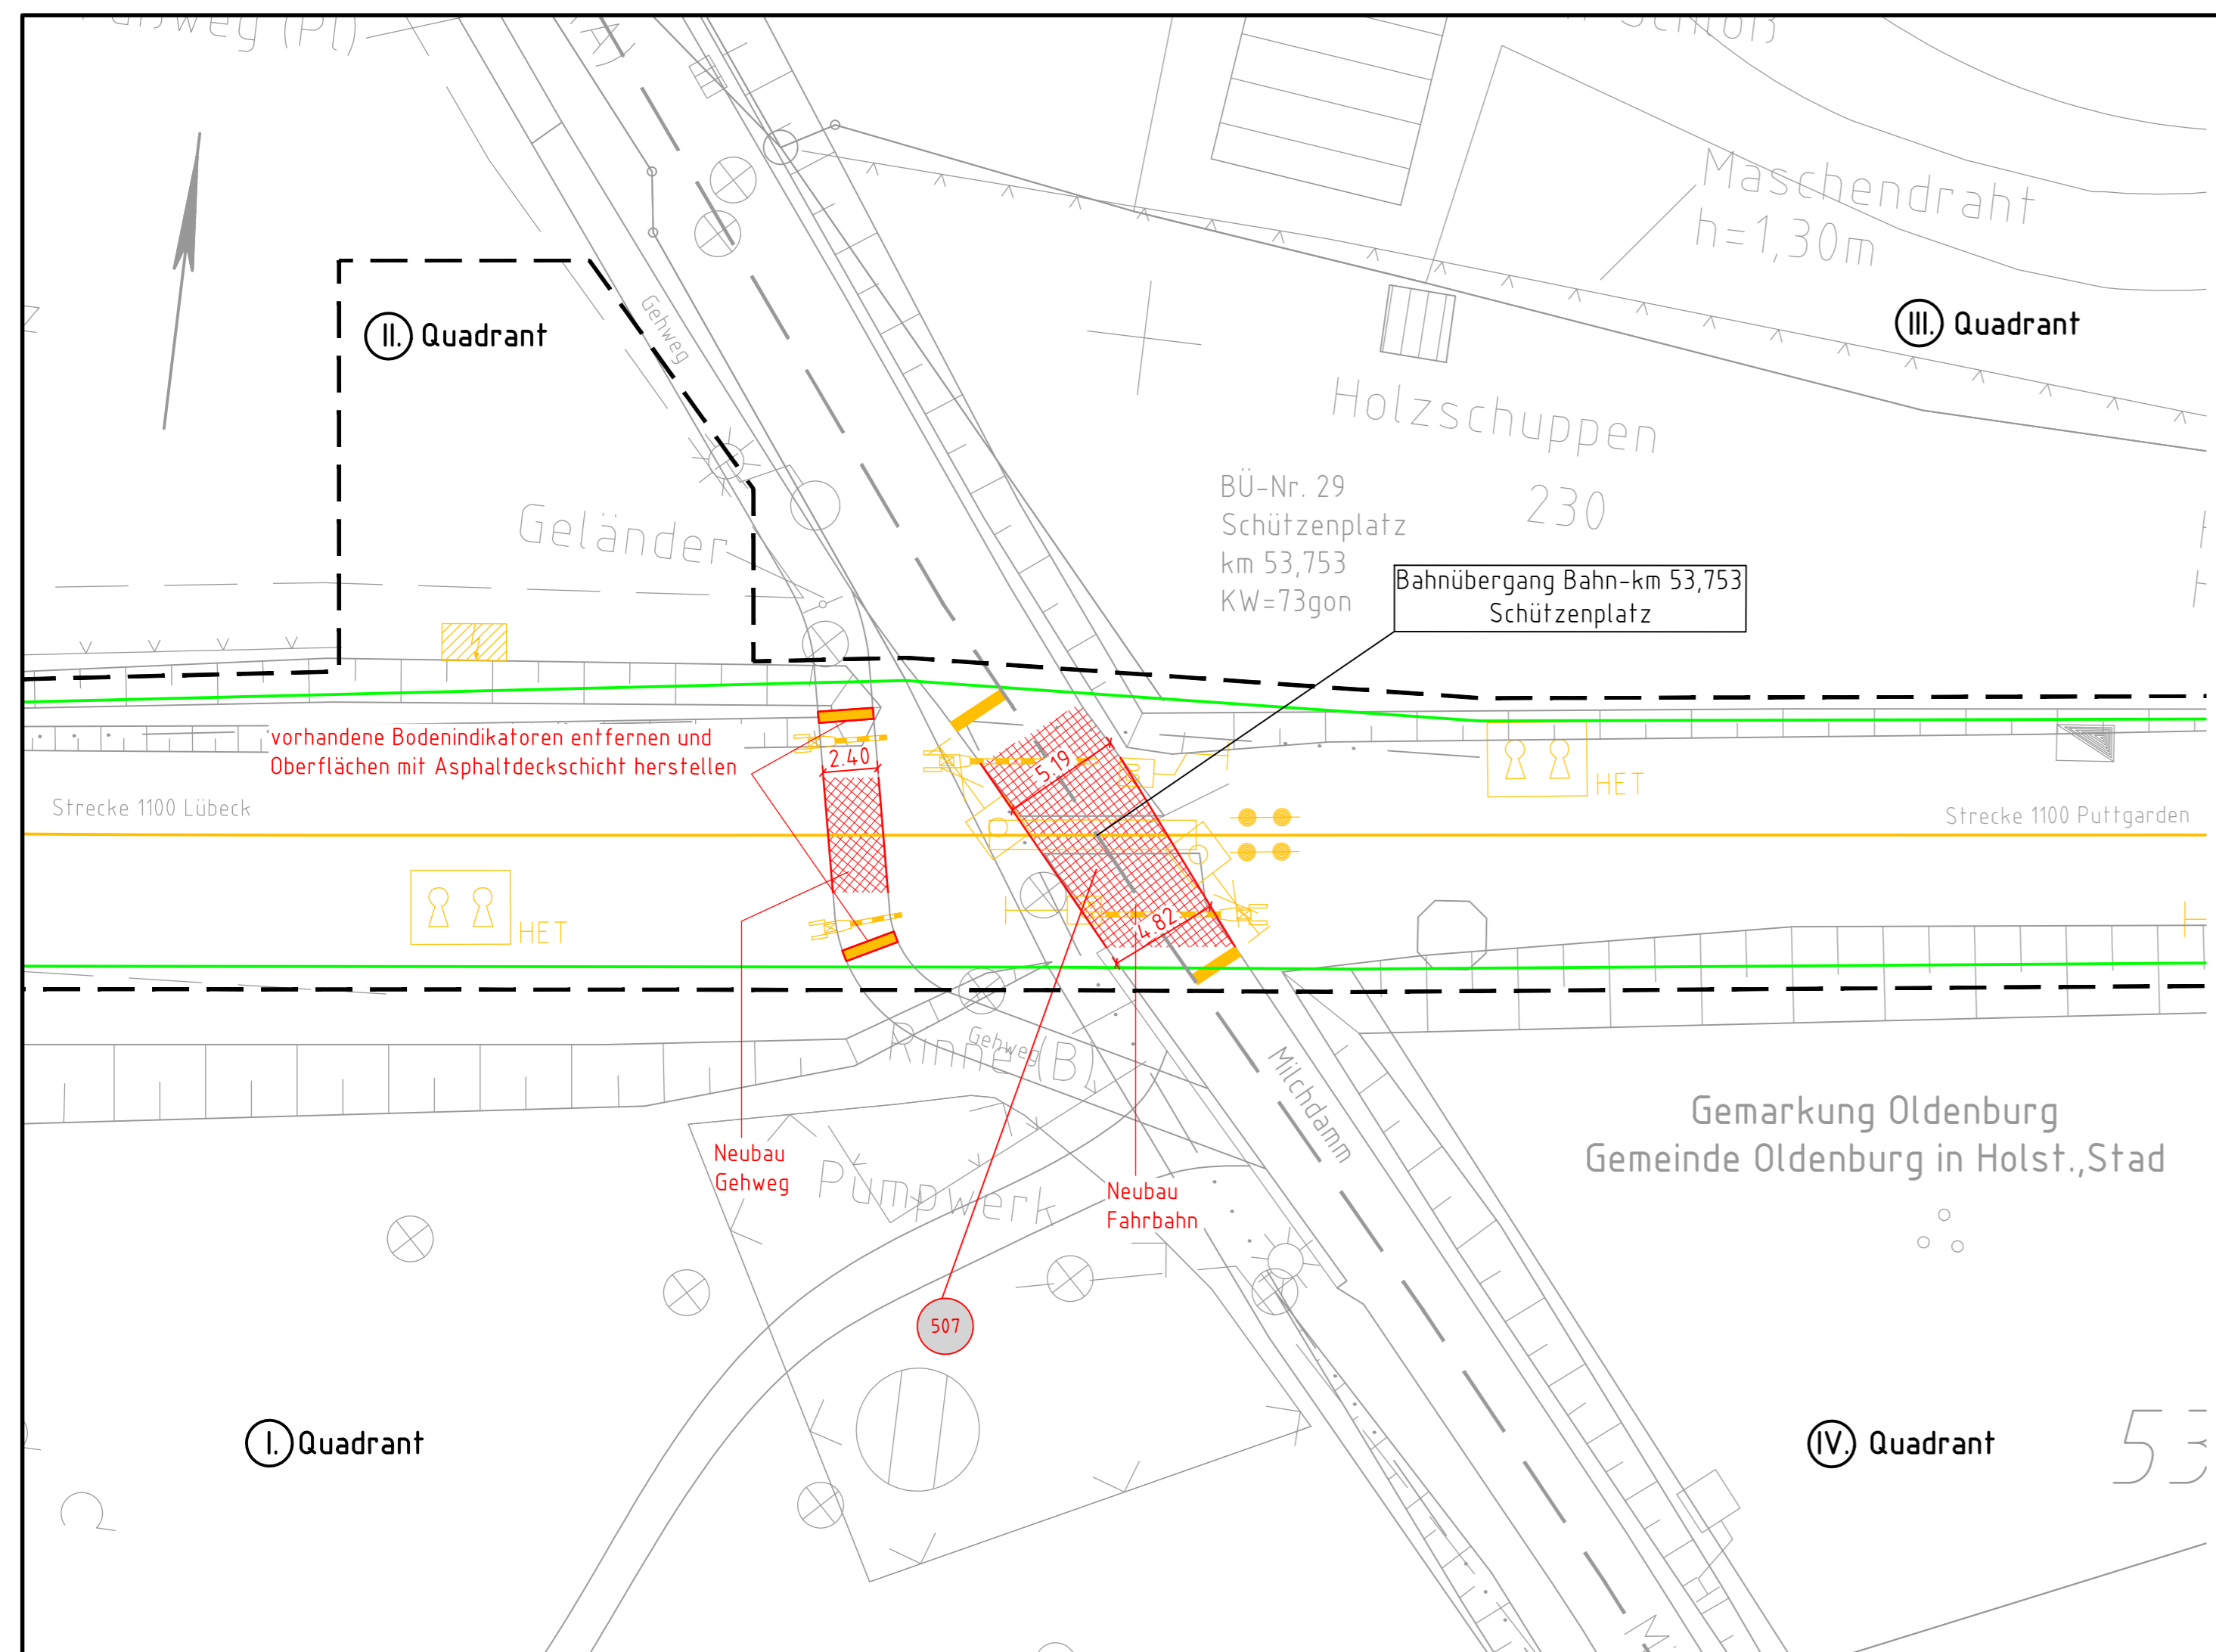 Maschendraht
h=1,30m
II. Quadrant
III. Quadrant
Gehweg
Holzschuppen
230
BÜ-Nr. 29
Schützenplatz
km 53,753
KW=73gon
Geländer
Bahnübergang Bahn-km 53,753
Schützenplatz
vorhandene Bodenindikatoren entfernen und
Oberflächen mit Asphaltdeckschicht herstellen
2.40
5.19
HET
Strecke 1100 Lübeck
Strecke 1100 Puttgarden
HET
4.82
Gehweg
Rinne(B)
Milchdamm
Gemarkung Oldenburg
Gemeinde Oldenburg in Holst.,Stad
Neubau
Gehweg
Pumpwerk
Neubau
Fahrbahn
507
I. Quadrant
IV. Quadrant
53